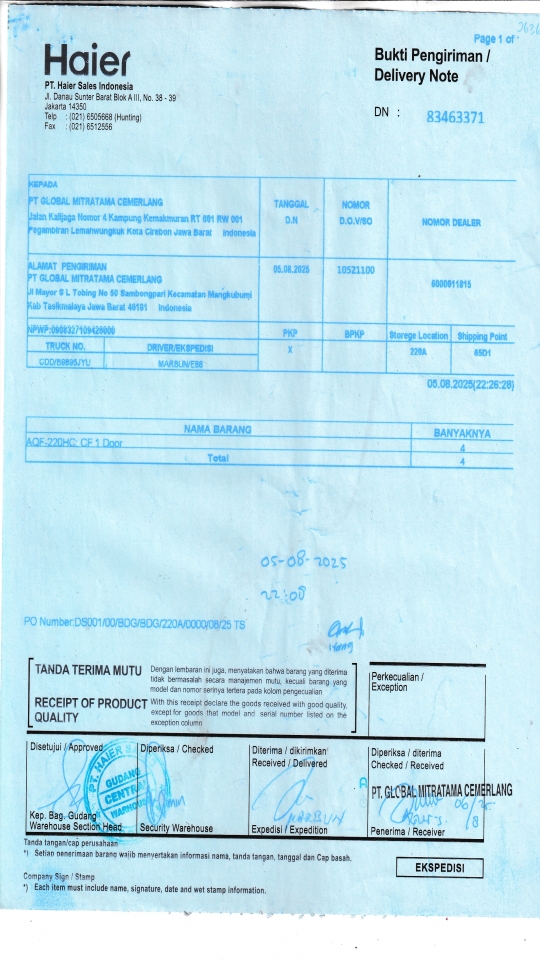 Page 1 of
Haier
Bukti Pengiriman /
Delivery Note
PT. Haier Sales Indonesia
Jl. Danau Sunter Barat Blok A III, No. 38 - 39
Jakarta 14350
Telp : (021) 6505668 (Hunting)
Fax : (021) 6512556
DN : 83463371
KEPADA
PT GLOBAL MITRATAMA CEMERLANG
Jalan Kalijaga Nomor 4 Kampung Kemakmuran RT 001 RW 001
Pegambiran Lemahwungkuk Kota Cirebon Jawa Barat Indonesia
TANGGAL
D.N
NOMOR
D.O.V/SO
NOMOR DEALER
ALAMAT PENGIRIMAN
PT GLOBAL MITRATAMA CEMERLANG
Jl Mayor S L Tobing No 50 Sambongpari Kecamatan Mangkubumi
Kab Tasikmalaya Jawa Barat 46181 Indonesia
05.08.2025
10521100
6000011815
NPWP:0908327109426000
PKP
BPKP
Storege Location
Shipping Point
TRUCK NO.
DRIVER/EKSPEDISI
X
220A
65D1
MARBUN/E86
05.08.2025(22:26:28)
NAMA BARANG
BANYAKNYA
AQF-220HC: CF 1 Door
4
Total
4
05-08-2025
22:08
PO Number:DS001/00/BDG/BDG/220A/0000/08/25 TS
TANDA TERIMA MUTU
Dengan lembaran ini juga, menyatakan bahwa barang yang diterima
tidak bermasalah secara manajemen mutu, kecuali barang yang
model dan nomor serinya tertera pada kolom pengecualian
RECEIPT OF PRODUCT
QUALITY
With this receipt declare the goods received with good quality,
except for goods that model and serial number listed on the
exception column
Perkecualian /
Exception
Disetujui / Approved
Diperiksa / Checked
Diterima / dikirimkan
Received / Delivered
Diperiksa / diterima
Checked / Received
GUDANG
CENTRAL
WAREHOUSE
MARBUN
PT. GLOBAL MITRATAMA CEMERLANG
Kep. Bag. Gudang
Warehouse Section Head
Security Warehouse
Expedisi / Expedition
Penerima / Receiver
Tanda tangan/cap perusahaan
*) Setian penerimaan barang wajib menyertakan informasi nama, tanda tangan, tanggal dan Cap basah.
EKSPEDISI
Company Sign / Stamp
*) Each item must include name, signature, date and wet stamp information.